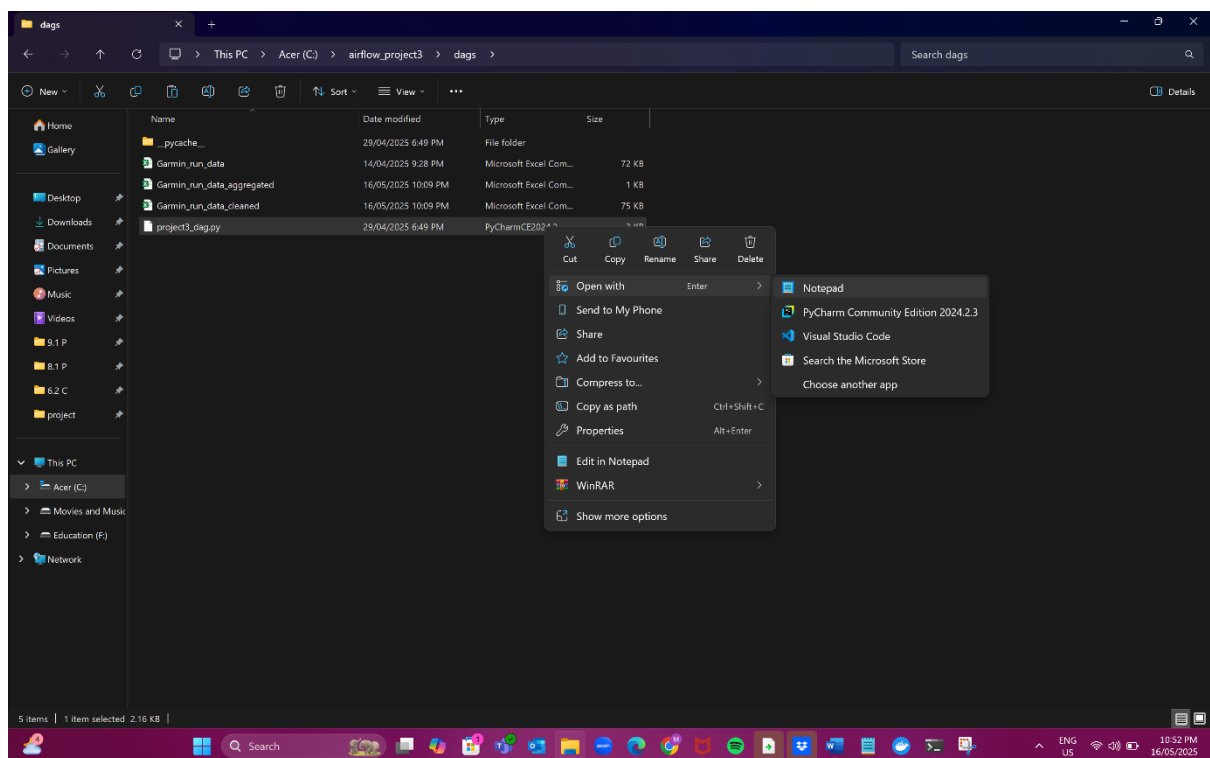 dags
This PC > Acer (C:) > airflow_project3 > dags >
Search dags
New
Sort
View
Details
Name Date modified Type Size
__pycache__ 29/04/2025 6:49 PM File folder
Garmin_run_data 14/04/2025 9:28 PM Microsoft Excel Com... 72 KB
Garmin_run_data_aggregated 16/05/2025 10:09 PM Microsoft Excel Com... 1 KB
Garmin_run_data_cleaned 16/05/2025 10:09 PM Microsoft Excel Com... 75 KB
project3_dag.py 29/04/2025 6:49 PM PyCharmCE2024.2 3 KB
Home
Gallery
Desktop
Downloads
Documents
Pictures
Music
Videos
9.1 P
8.1 P
6.2 C
project
This PC
Acer (C:)
Movies and Music
Education (F:)
Network
Cut Copy Rename Share Delete
Open with Enter
Send to My Phone
Share
Add to Favourites
Compress to...
Copy as path Ctrl+Shift+C
Properties Alt+Enter
Edit in Notepad
WinRAR
Show more options
Notepad
PyCharm Community Edition 2024.2.3
Visual Studio Code
Search the Microsoft Store
Choose another app
5 items 1 item selected 2.16 KB
4
Search
1
zoom
ENG
US
10:52 PM
16/05/2025